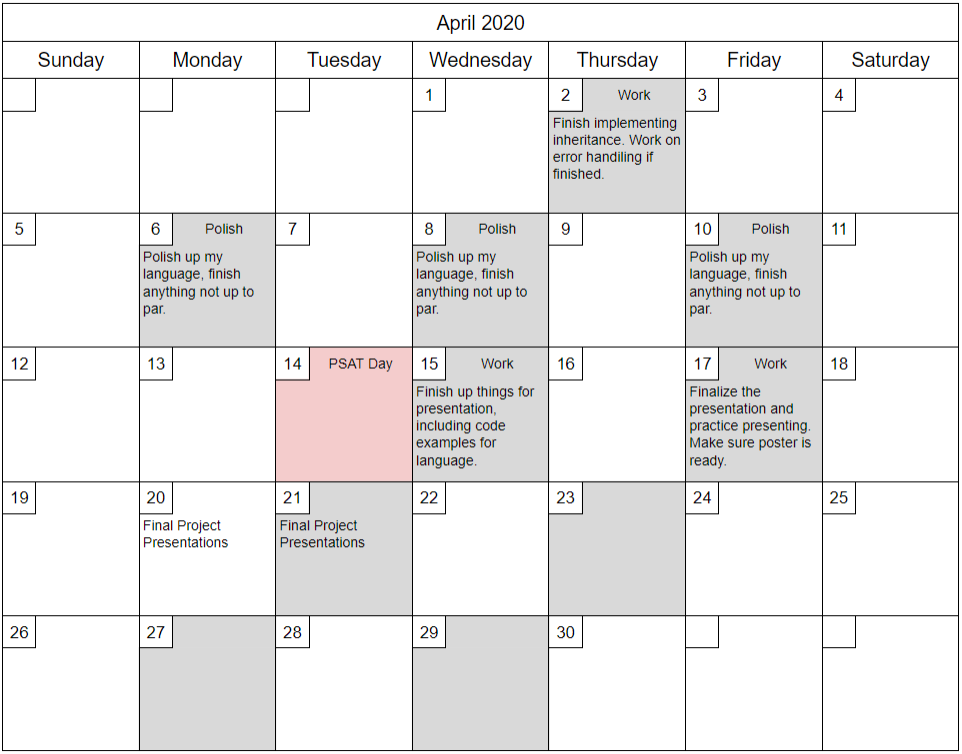 April 2020
Sunday Monday Tuesday Wednesday Thursday Friday Saturday
1 2 Work 3 4
Finish implementing
inheritance. Work on
error handiling if
finished.
5 6 Polish 7 8 Polish 9 10 Polish 11
Polish up my
language, finish
anything not up to
par.
Polish up my
language, finish
anything not up to
par.
Polish up my
language, finish
anything not up to
par.
12 13 14 PSAT Day 15 Work 16 17 Work 18
Finish up things for
presentation,
including code
examples for
language.
Finalize the
presentation and
practice presenting.
Make sure poster is
ready.
19 20 21 22 23 24 25
Final Project
Presentations
Final Project
Presentations
26 27 28 29 30